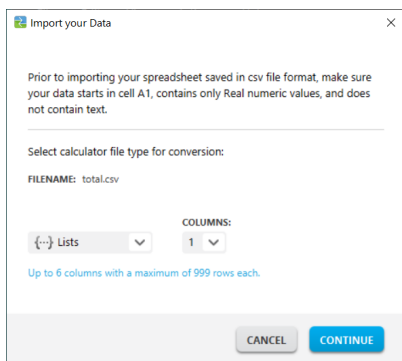 Import your Data
Prior to importing your spreadsheet saved in csv file format, make sure
your data starts in cell A1, contains only Real numeric values, and does
not contain text.
Select calculator file type for conversion:
FILENAME: total.csv
COLUMNS:
{···} Lists 1
Up to 6 columns with a maximum of 999 rows each.
CANCEL CONTINUE